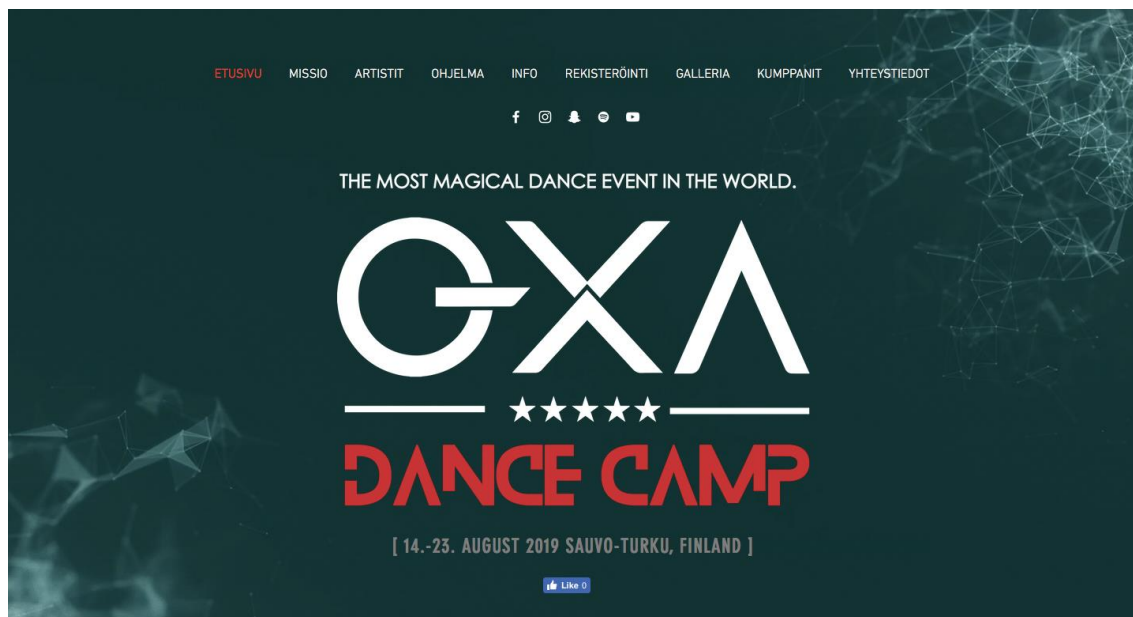 ETUSIVU MISSIO ARTISTIT OHJELMA INFO REKISTERÖINTI GALLERIA KUMPPANIT YHTEYSTIEDOT
THE MOST MAGICAL DANCE EVENT IN THE WORLD.
OXA
DANCE CAMP
[ 14.-23. AUGUST 2019 SAUVO-TURKU, FINLAND ]
Like 0